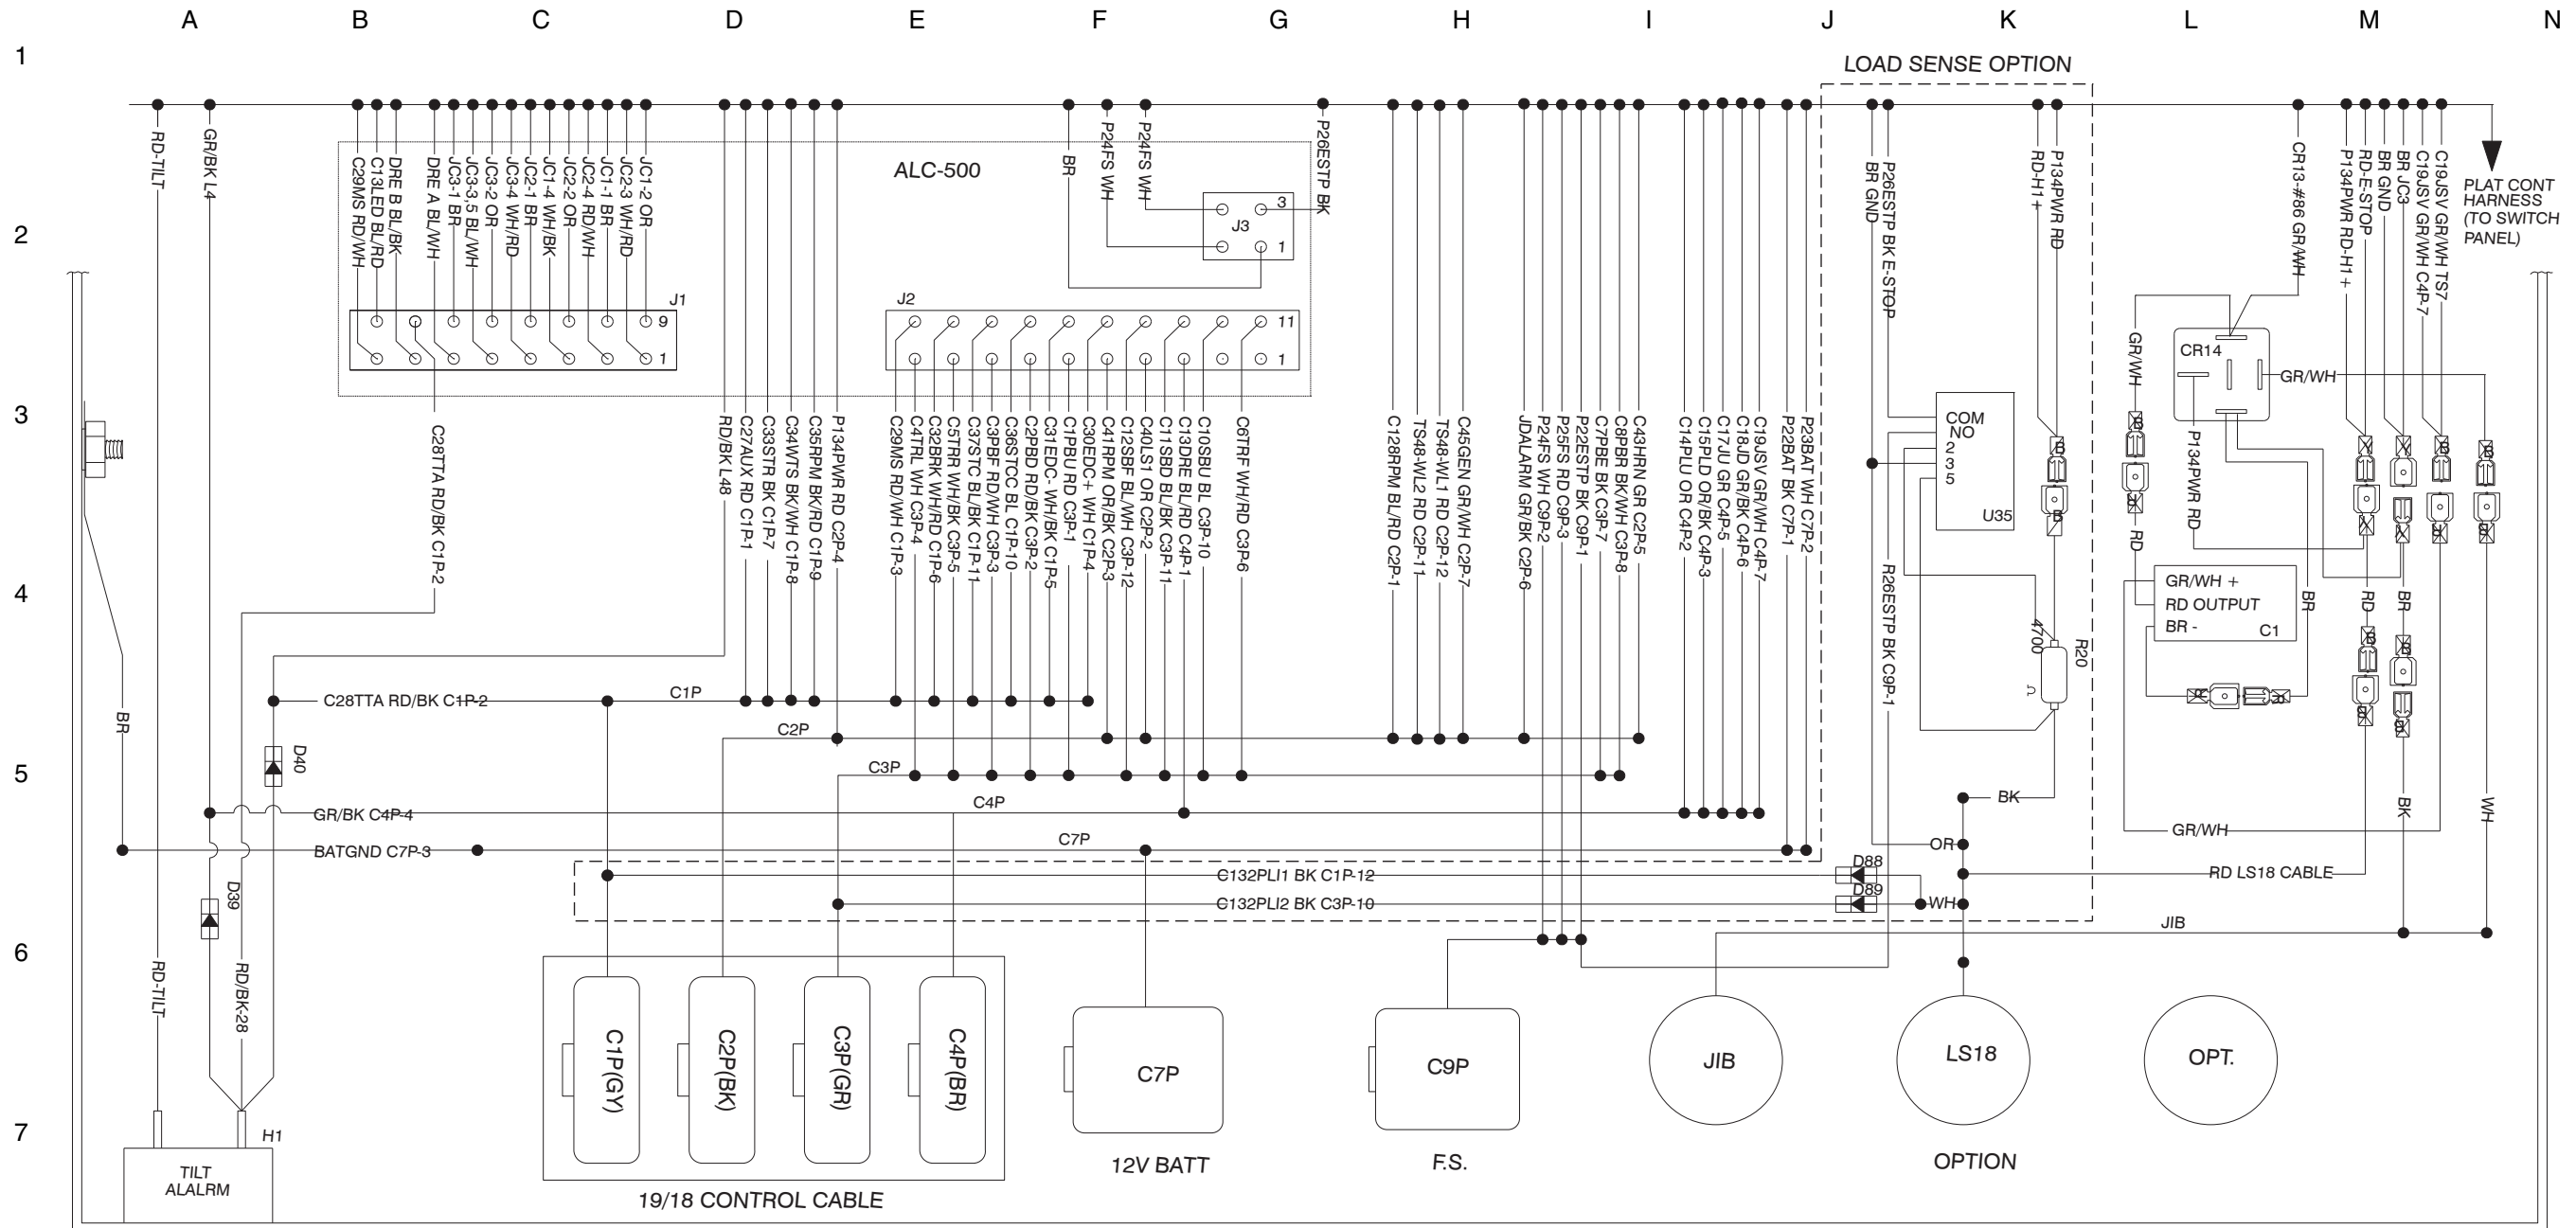 A B C D E F G H I J K L M N
1
2
3
4
5
6
7
LOAD SENSE OPTION
RD-TILT
GR/BK L4
C29MS RD/WH
C13LED BL/RD
DRE B BL/BK
DRE A BL/WH
JC3-1 BR
JC3-3,5 BL/WH
JC3-2 OR
JC3-4 WH/RD
JC2-1 BR
JC1-4 WH/BK
JC2-2 OR
JC2-4 RD/WH
JC1-1 BR
JC2-3 WH/RD
JC1-2 OR
ALC-500
BR
P24FS WH
P24FS WH
P26ESTP BK
J3
3
1
J1
9
1
J2
11
1
BR GND
P26ESTP BK E-STOP
RD-H1 +
P134PWR RD
CR13-#86 GR/WH
P134PWR RD-H1 +
RD-E-STOP
BR GND
BR JC3
C19JSV GR/WH C4P-7
C19JSV GR/WH TS7
PLAT CONT
HARNESS
(TO SWITCH
PANEL)
C28TTA RD/BK C1P-2
RD/BK L48
C27AUX RD C1P-1
C33STR BK C1P-7
C34WTS BK/WH C1P-8
C35RPM BK/RD C1P-9
P134PWR RD C2P-4
C29MS RD/WH C1P-3
C4TRL WH C3P-4
C32BRK WH/RD C1P-6
C5TRR WH/BK C3P-5
C37STC BL/BK C1P-11
C3PBF RD/WH C3P-3
C36STCC BL C1P-10
C2PBD RD/BK C3P-2
C31EDC- WH/BK C1P-5
C1PBU RD C3P-1
C30EDC+ WH C1P-4
C41RPM OR/BK C2P-3
C12SBF BL/WH C3P-12
C40LS1 OR C2P-2
C11SBD BL/BK C3P-11
C13DRE BL/RD C4P-1
C10SBU BL C3P-10
C6TRF WH/RD C3P-6
C128RPM BL/RD C2P-1
TS48-WL2 RD C2P-11
TS48-WL1 RD C2P-12
C45GEN GR/WH C2P-7
JDALARM GR/BK C2P-6
P24FS WH C9P-2
P25FS RD C9P-3
P22ESTP BK C9P-1
C7PBE BK C3P-7
C8PBR BK/WH C3P-8
C43HRN GR C2P-5
C14PLU OR C4P-2
C15PLD OR/BK C4P-3
C17JU GR C4P-5
C18JD GR/BK C4P-6
C19JSV GR/WH C4P-7
P22BAT BK C7P-1
P23BAT WH C7P-2
COM
NO
2
3
5
U35
B
B
CR14
GR/WH
GR/WH
P134PWR RD
B
RD
GR/WH +
RD OUTPUT
BR -
C1
BR
RD
BR
B
B
B
B
R26ESTP BK C9P-1
4700
R20
BR
C28TTA RD/BK C1P-2
C1P
C2P
D40
C3P
C4P
GR/BK C4P-4
BATGND C7P-3
C7P
BK
OR
GR/WH
BK
WH
D39
C132PLI1 BK C1P-12
D88
C132PLI2 BK C3P-10
D89
WH
RD LS18 CABLE
JIB
RD-TILT
RD/BK-28
C1P(GY)
C2P(BK)
C3P(GR)
C4P(BR)
C7P
C9P
JIB
LS18
OPT.
H1
TILT
ALALRM
12V BATT
F.S.
OPTION
19/18 CONTROL CABLE